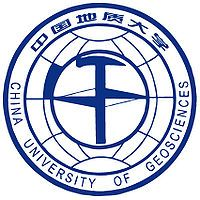 中国地质大学
CHINA UNIVERSITY OF GEOSCIENCES